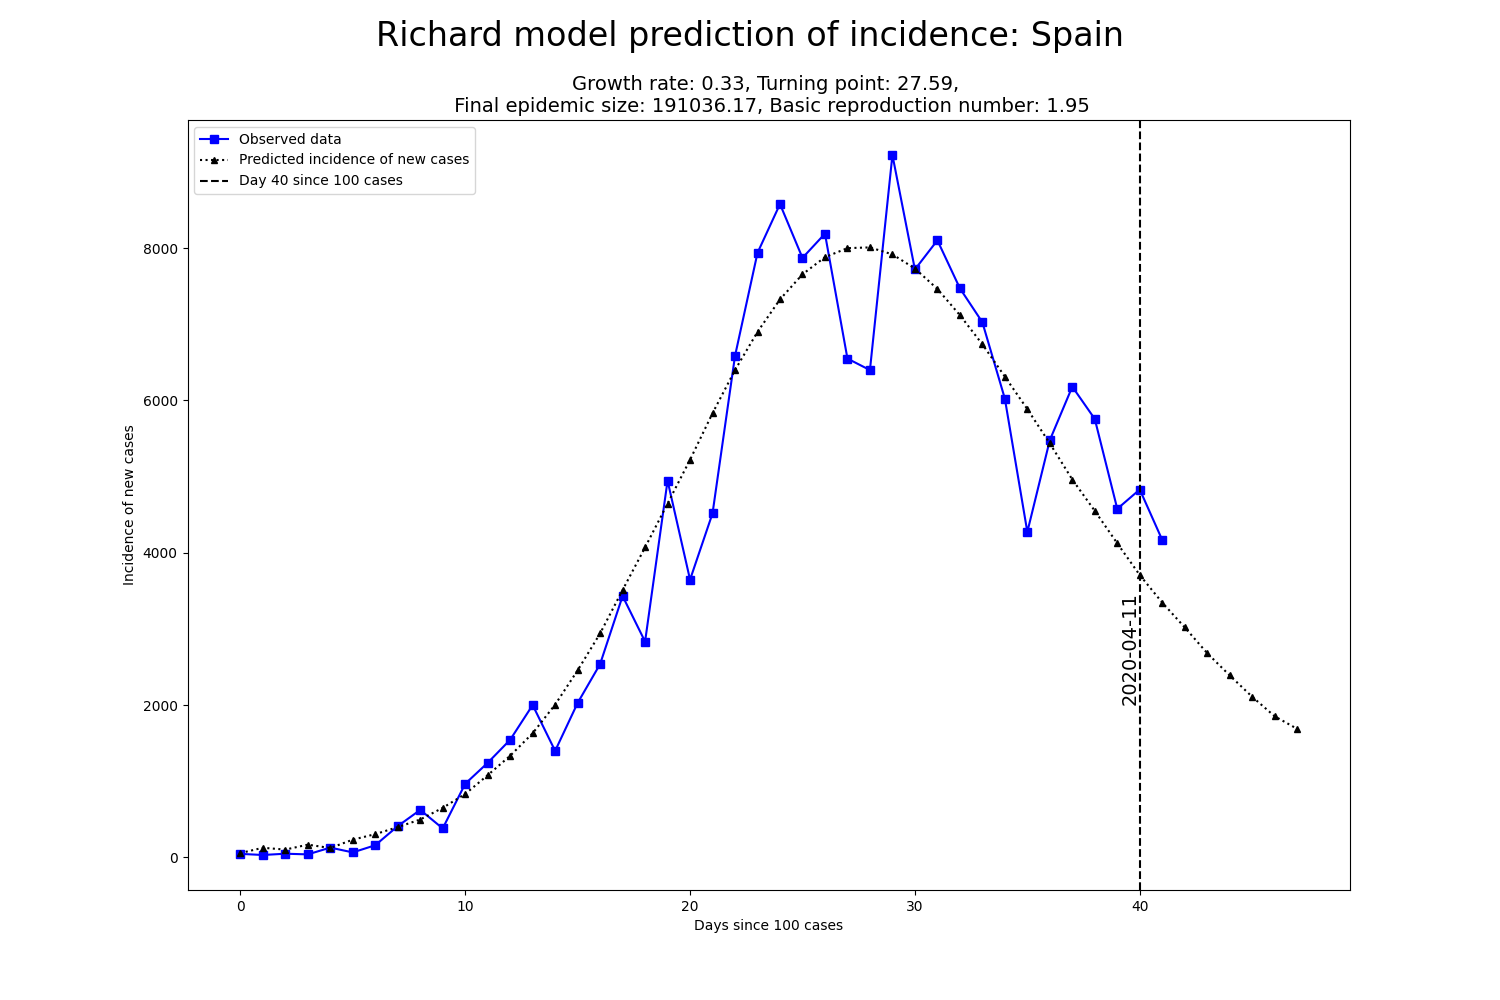 Richard model prediction of incidence: Spain
Growth rate: 0.33, Turning point: 27.59,
Final epidemic size: 191036.17, Basic reproduction number: 1.95
Observed data
Predicted incidence of new cases
Day 40 since 100 cases
8000
6000
4000
2000
0
Incidence of new cases
2020-04-11
0 10 20 30 40
Days since 100 cases